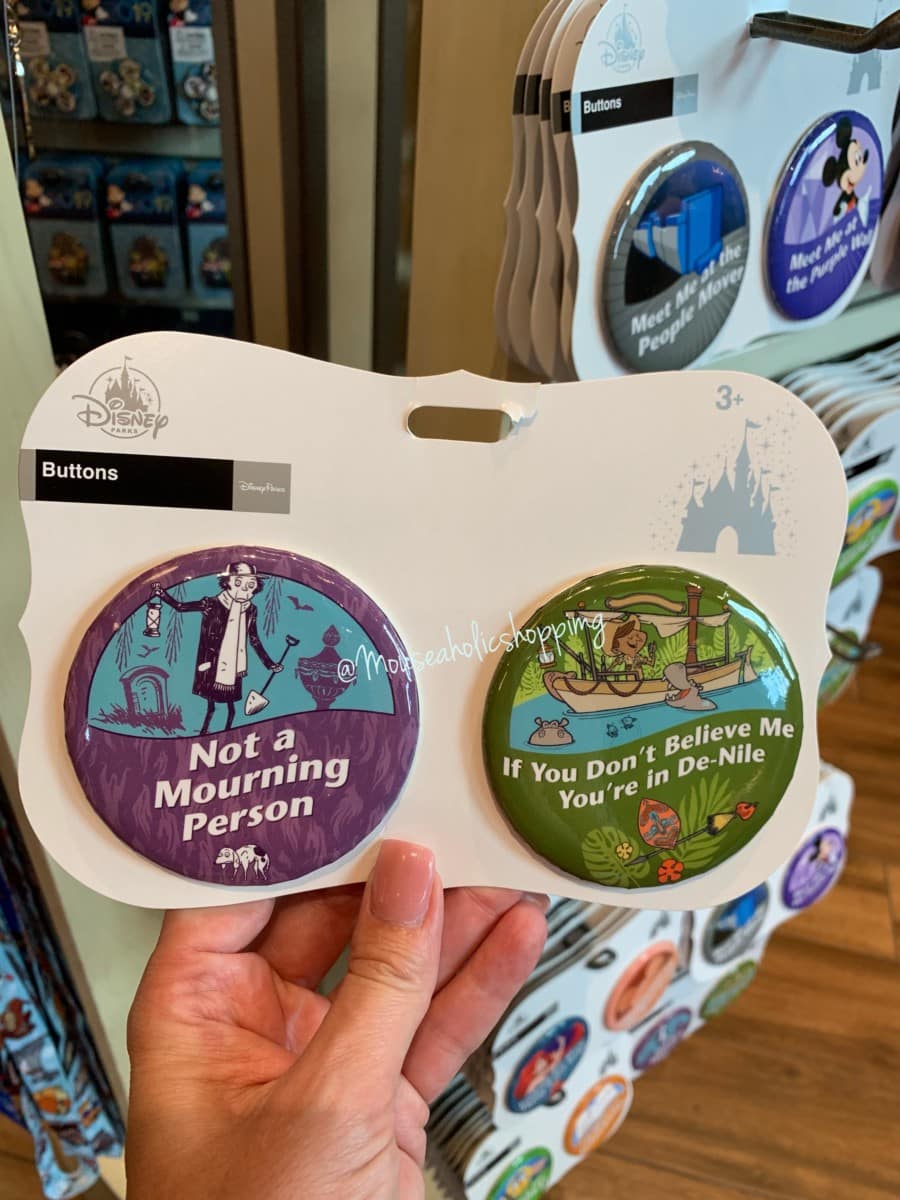 Disney
PARKS
Buttons
Disney Parks
3+
Not a
Mourning
Person
If You Don't Believe Me
You're in De-Nile
@Mouseaholicshopping
Disney
Buttons
Meet Me at the
People Mover
Meet Me at
the Purple Wall